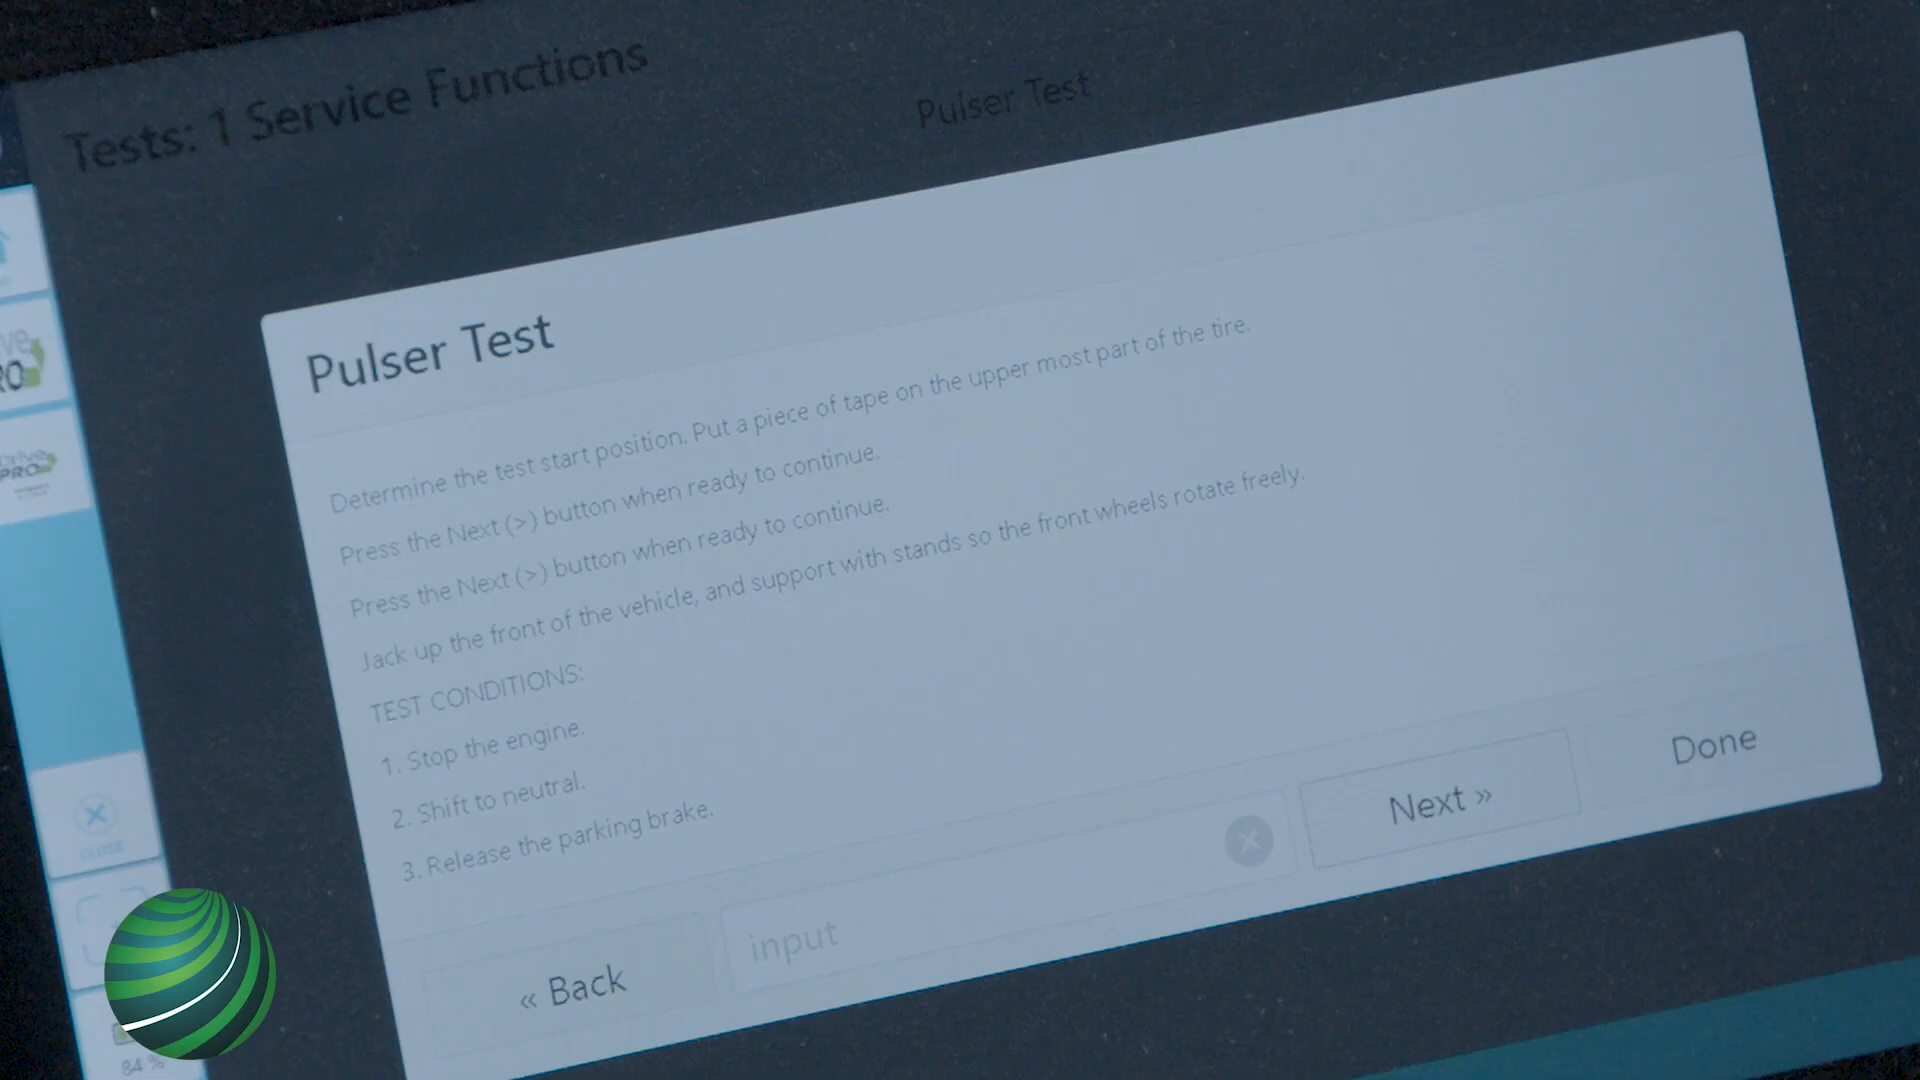 Tests: 1 Service Functions
Pulser Test
Pulser Test
Determine the test start position. Put a piece of tape on the upper most part of the tire.
Press the Next (>) button when ready to continue.
Press the Next (>) button when ready to continue.
Jack up the front of the vehicle, and support with stands so the front wheels rotate freely.
TEST CONDITIONS:
1. Stop the engine.
2. Shift to neutral.
3. Release the parking brake.
« Back
input
Next »
Done
Drive
PRO
CLOSE
84 %